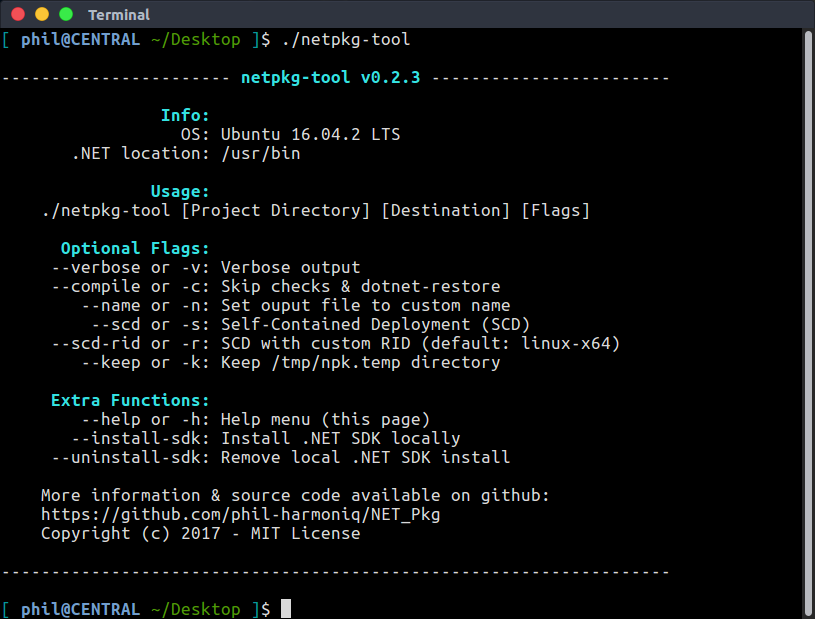 Terminal
[ phil@CENTRAL ~/Desktop ]$ ./netpkg-tool
----------------------- netpkg-tool v0.2.3 ------------------------
Info:
OS: Ubuntu 16.04.2 LTS
.NET location: /usr/bin
Usage:
./netpkg-tool [Project Directory] [Destination] [Flags]
Optional Flags:
--verbose or -v: Verbose output
--compile or -c: Skip checks & dotnet-restore
--name or -n: Set ouput file to custom name
--scd or -s: Self-Contained Deployment (SCD)
--scd-rid or -r: SCD with custom RID (default: linux-x64)
--keep or -k: Keep /tmp/npk.temp directory
Extra Functions:
--help or -h: Help menu (this page)
--install-sdk: Install .NET SDK locally
--uninstall-sdk: Remove local .NET SDK install
More information & source code available on github:
https://github.com/phil-harmoniq/NET_Pkg
Copyright (c) 2017 - MIT License
-------------------------------------------------------------------
[ phil@CENTRAL ~/Desktop ]$